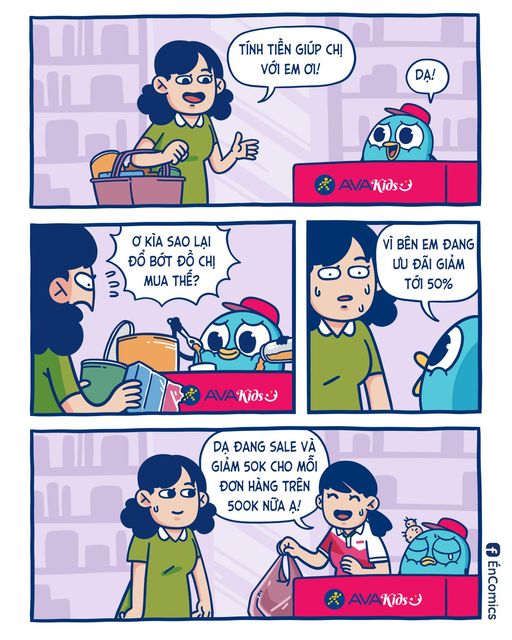 TÍNH TIỀN GIÚP CHỊ
VỚI EM ƠI!
DẠ!
AVAKids
Ơ KÌA SAO LẠI
ĐỔ BỚT ĐỒ CHỊ
MUA THẾ?
AVAKids
VÌ BÊN EM ĐANG
ƯU ĐÃI GIẢM
TỚI 50%
DẠ ĐANG SALE VÀ
GIẢM 50K CHO MỖI
ĐƠN HÀNG TRÊN
500K NỮA Ạ!
AVAKids
ÉnComics